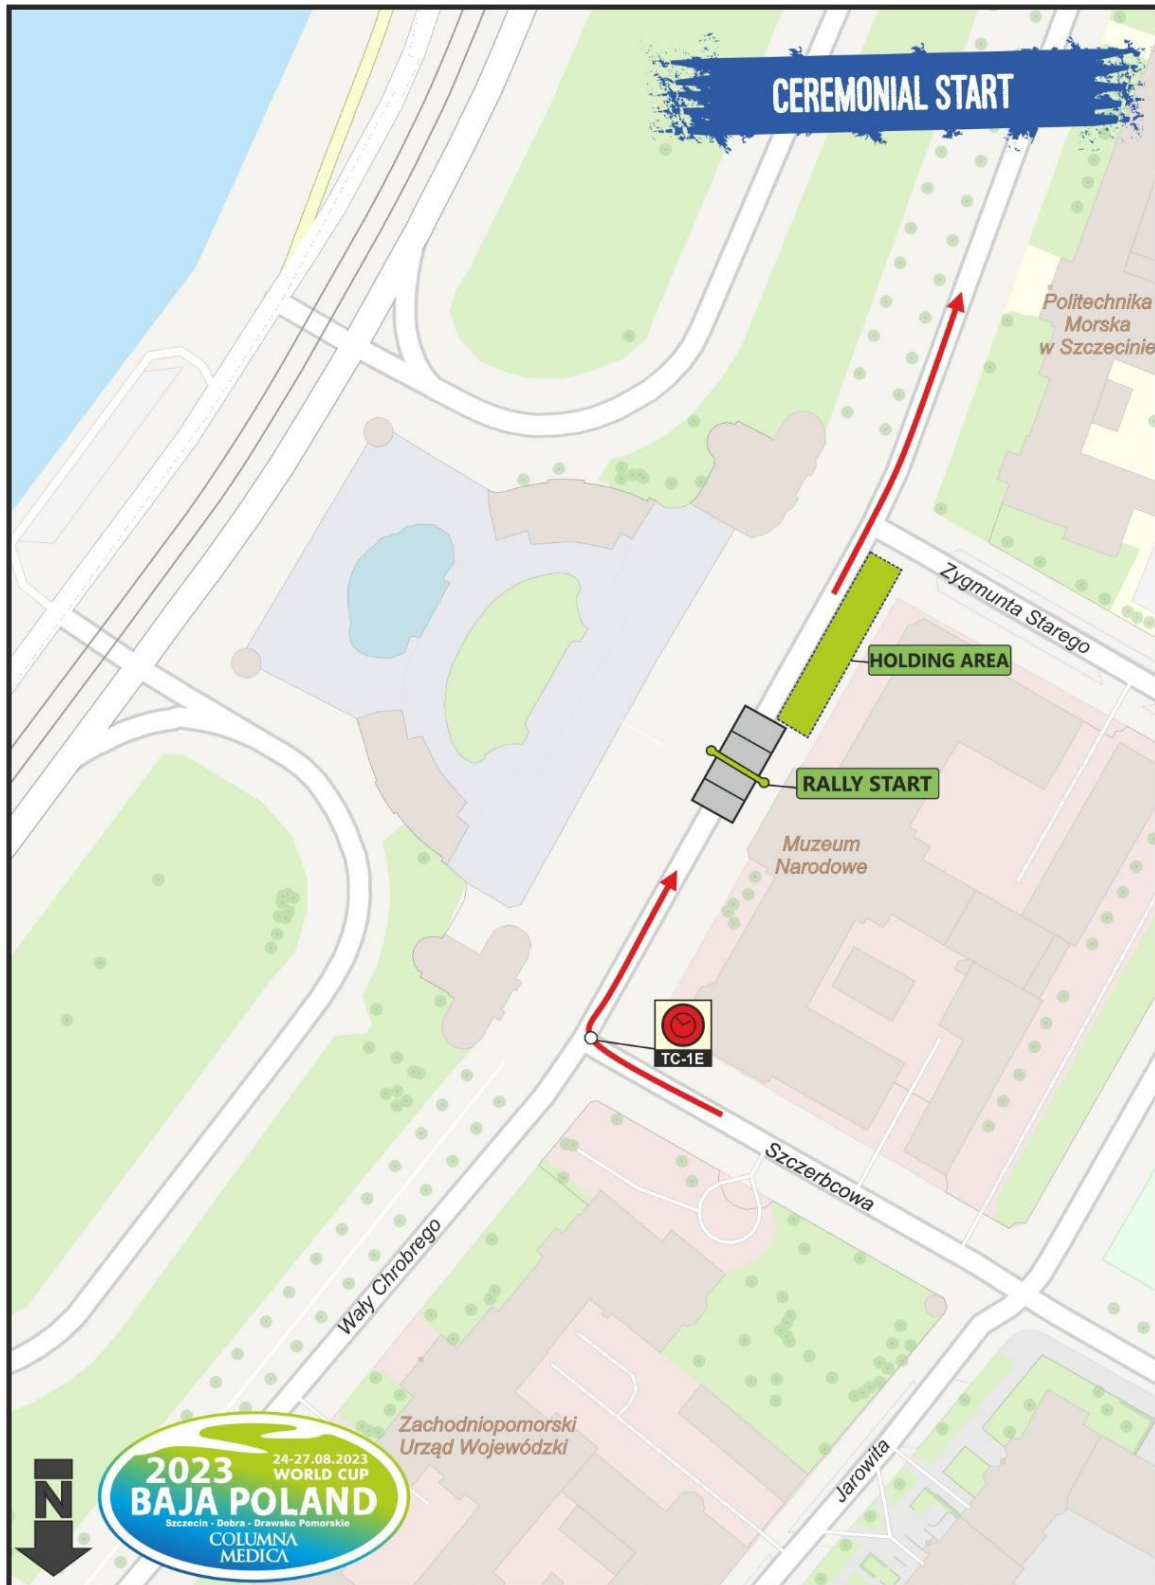 CEREMONIAL START
Politechnika
Morska
w Szczecinie
Zygmunta Starego
HOLDING AREA
RALLY START
Muzeum
Narodowe
TC-1E
Szczerbcowa
Wały Chrobrego
Jarowita
Zachodniopomorski
Urząd Wojewódzki
N
2023
24-27.08.2023
WORLD CUP
BAJA POLAND
Szczecin - Dobra - Drawsko Pomorskie
COLUMNA
MEDICA